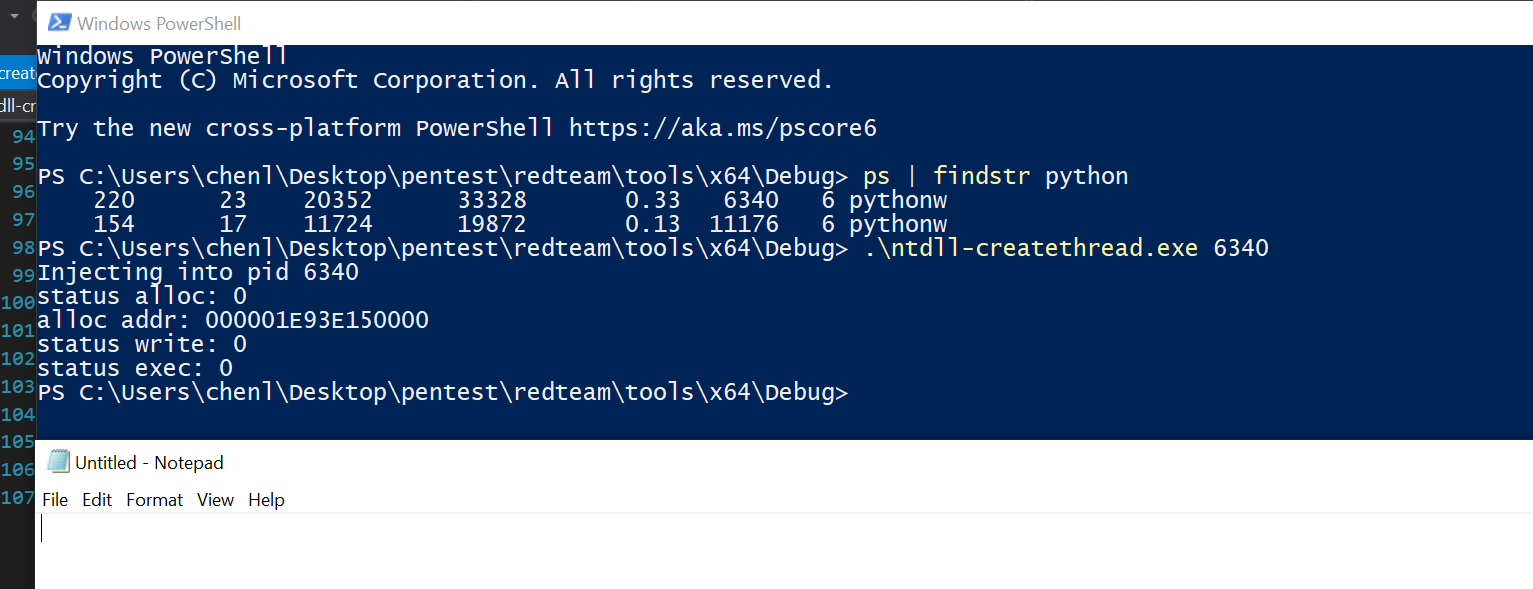 Windows PowerShell
creat
dll-cr
94
95
96
97
98
99
100
101
102
103
104
105
106
107
Windows PowerShell
Copyright (C) Microsoft Corporation. All rights reserved.
Try the new cross-platform PowerShell https://aka.ms/pscore6
PS C:\Users\chenl\Desktop\pentest\redteam\tools\x64\Debug> ps | findstr python
220 23 20352 33328 0.33 6340 6 pythonw
154 17 11724 19872 0.13 11176 6 pythonw
PS C:\Users\chenl\Desktop\pentest\redteam\tools\x64\Debug> .\ntdll-createthread.exe 6340
Injecting into pid 6340
status alloc: 0
alloc addr: 000001E93E150000
status write: 0
status exec: 0
PS C:\Users\chenl\Desktop\pentest\redteam\tools\x64\Debug>
Untitled - Notepad
File Edit Format View Help